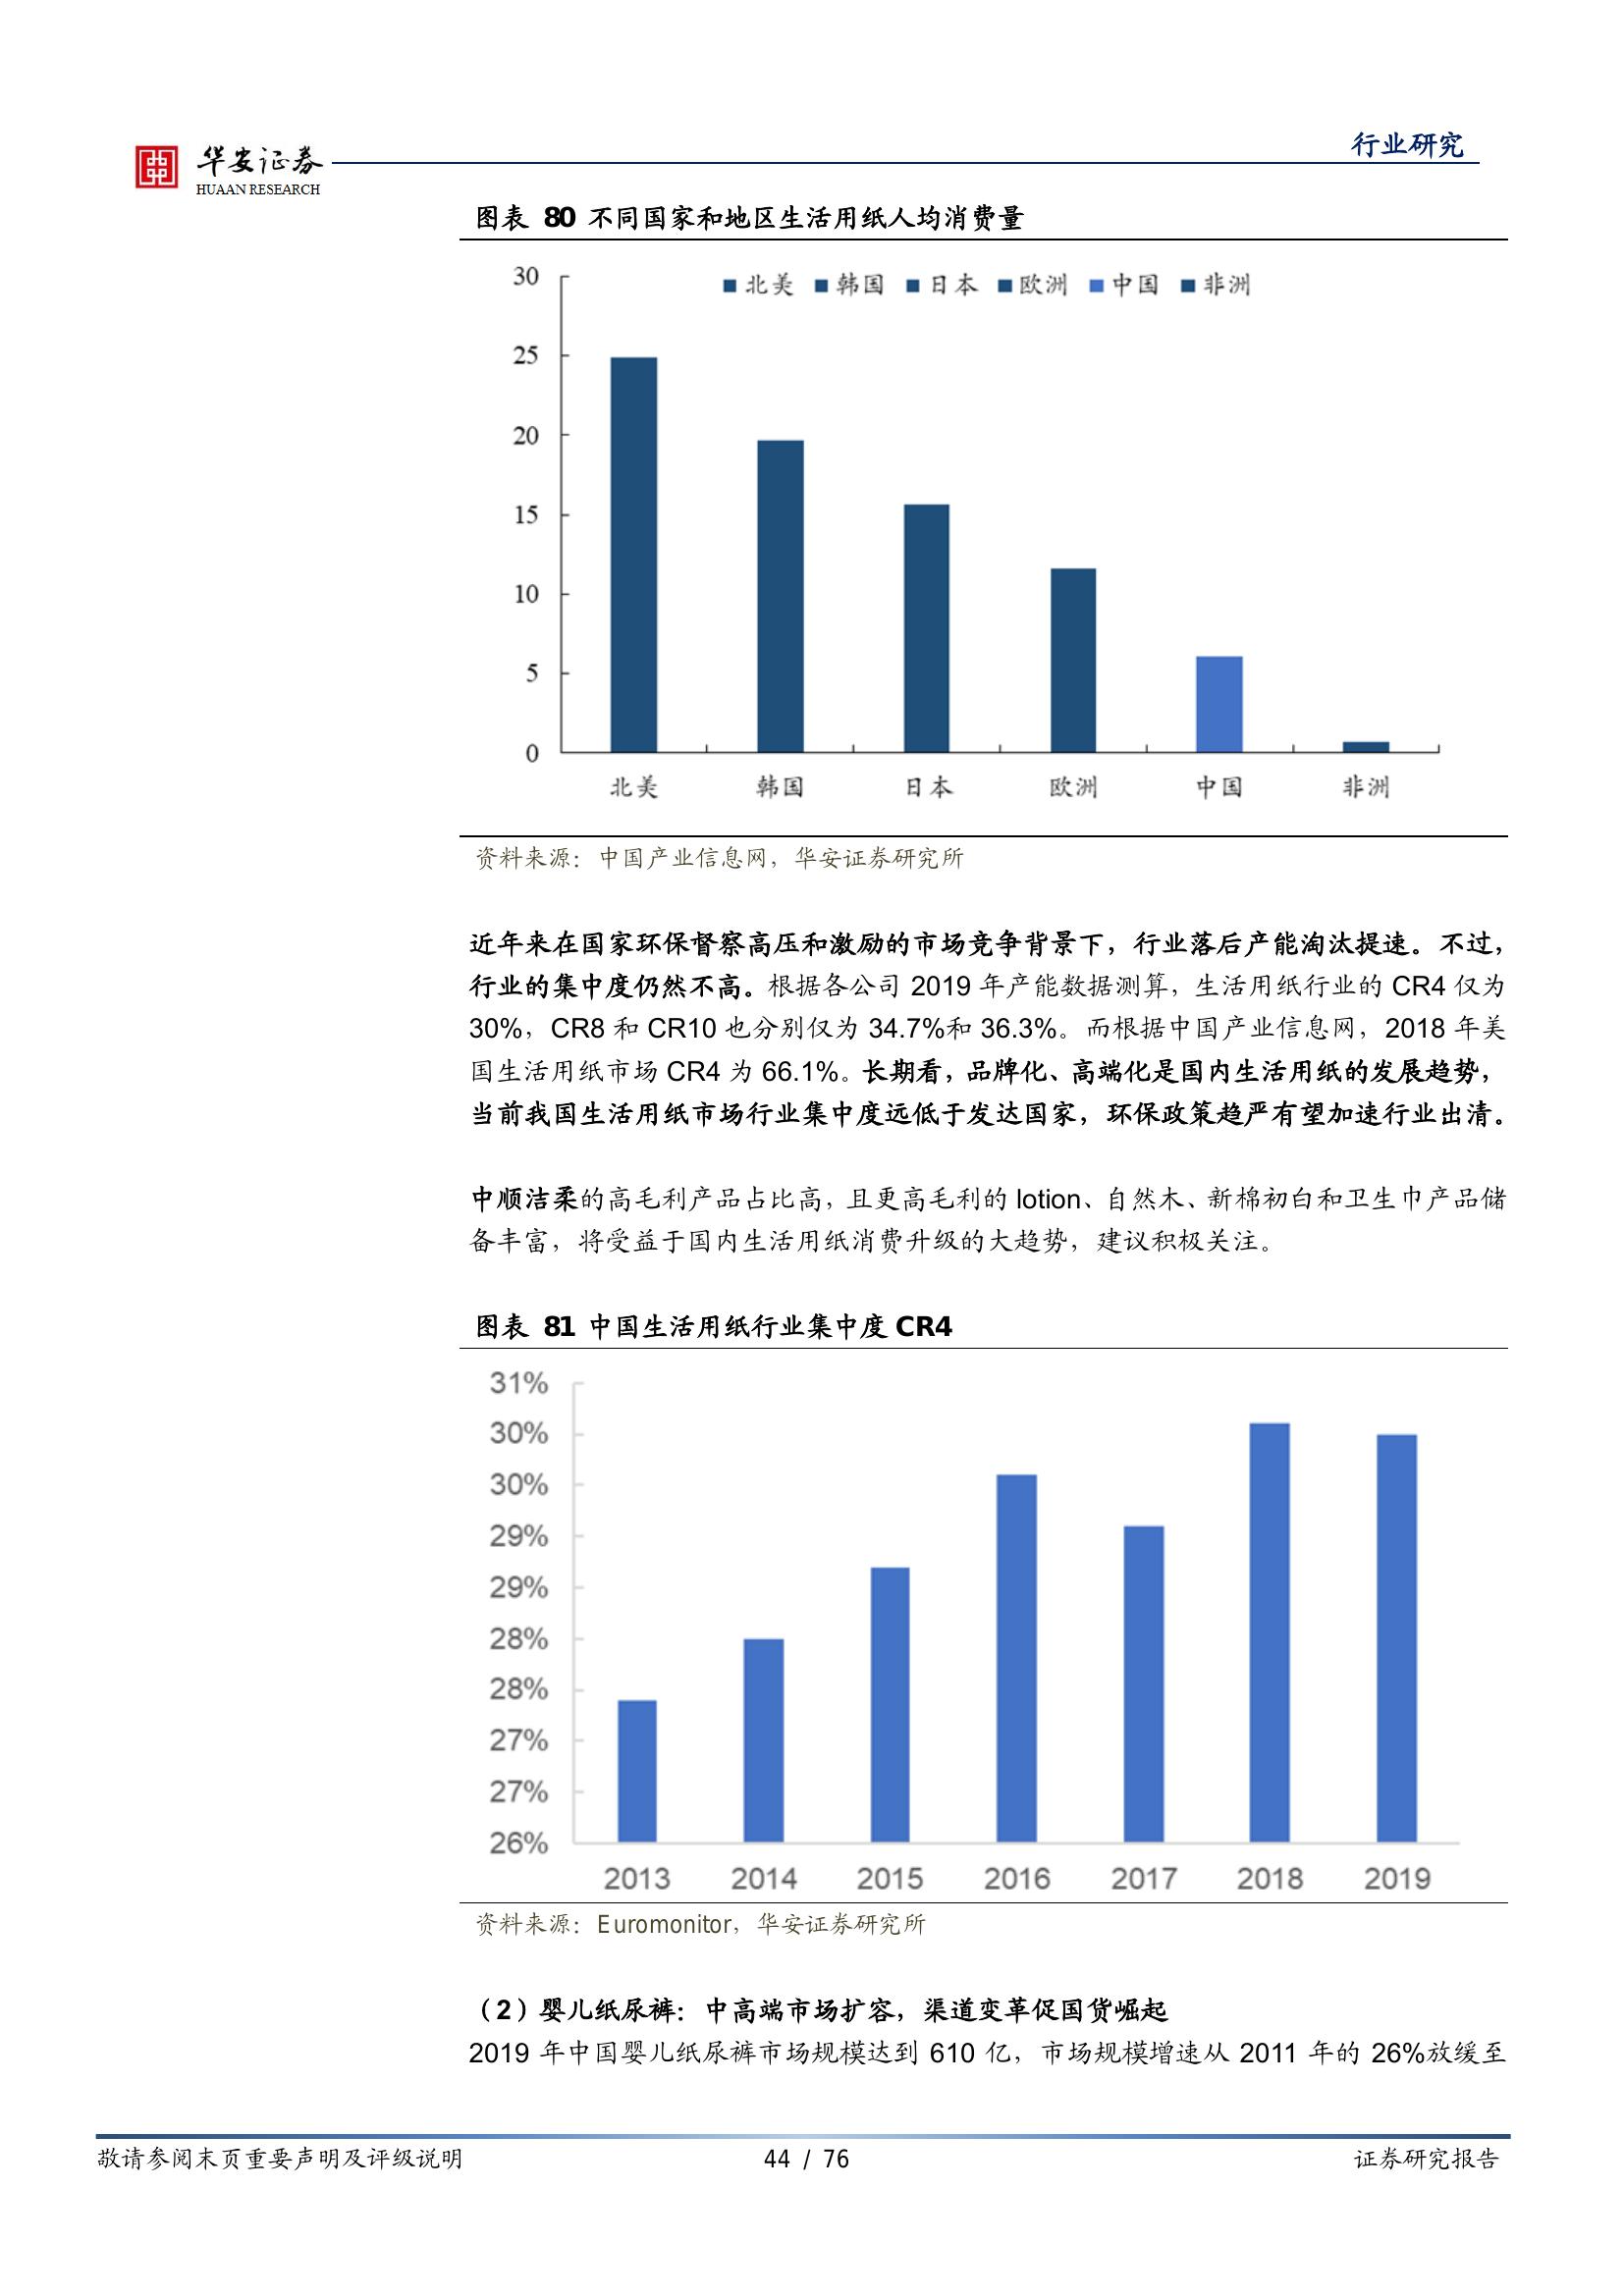 华安证券
HUAAN RESEARCH
行业研究
图表 80 不同国家和地区生活用纸人均消费量
30
25
20
15
10
5
0
北美 韩国 日本 欧洲 中国 非洲
北美 韩国 日本 欧洲 中国 非洲
资料来源：中国产业信息网，华安证券研究所
近年来在国家环保督察高压和激励的市场竞争背景下，行业落后产能淘汰提速。不过，
行业的集中度仍然不高。根据各公司 2019 年产能数据测算，生活用纸行业的 CR4 仅为
30%，CR8 和 CR10 也分别仅为 34.7%和 36.3%。而根据中国产业信息网，2018 年美
国生活用纸市场 CR4 为 66.1%。长期看，品牌化、高端化是国内生活用纸的发展趋势，
当前我国生活用纸市场行业集中度远低于发达国家，环保政策趋严有望加速行业出清。
中顺洁柔的高毛利产品占比高，且更高毛利的 lotion、自然木、新棉初白和卫生巾产品储
备丰富，将受益于国内生活用纸消费升级的大趋势，建议积极关注。
图表 81 中国生活用纸行业集中度 CR4
31%
30%
30%
29%
29%
28%
28%
27%
27%
26%
2013 2014 2015 2016 2017 2018 2019
资料来源：Euromonitor，华安证券研究所
（2）婴儿纸尿裤：中高端市场扩容，渠道变革促国货崛起
2019 年中国婴儿纸尿裤市场规模达到 610 亿，市场规模增速从 2011 年的 26%放缓至
敬请参阅末页重要声明及评级说明
44 / 76
证券研究报告